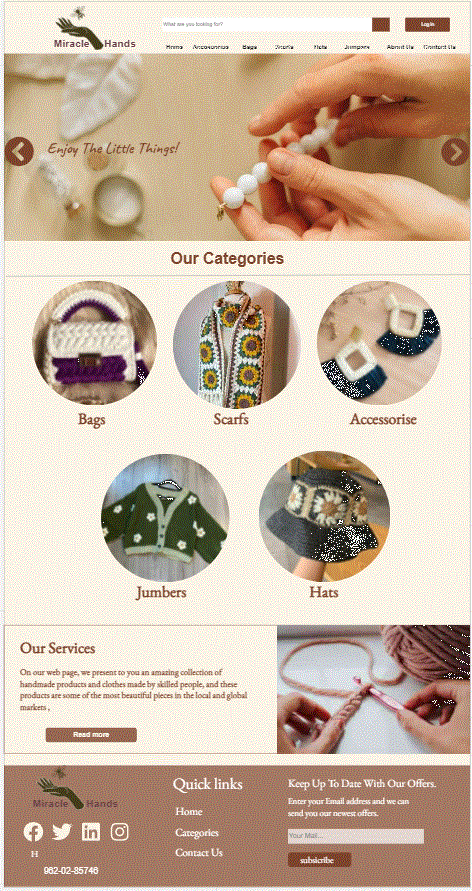 What are you looking for?
Login
Miracle Hands
Home Accessories Bags Scarfs Hats Jumpers About Us Contact Us
Enjoy The Little Things!
Our Categories
Bags
Scarfs
Accessorise
Jumbers
Hats
Our Services
On our web page, we present to you an amazing collection of
handmade products and clothes made by skilled people, and these
products are some of the most beautiful pieces in the local and global
markets ,
Read more
Miracle Hands
H
962-02-85746
Quick links
Home
Categories
Contact Us
Keep Up To Date With Our Offers.
Enter your Email address and we can
send you our newest offers.
Your Mail...
subsicribe